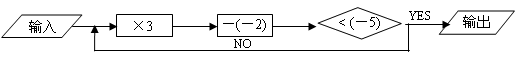 输入
×3
－(－2)
＜(－5)
YES
输出
NO